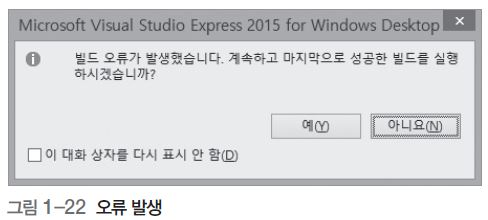 Microsoft Visual Studio Express 2015 for Windows Desktop
빌드 오류가 발생했습니다. 계속하고 마지막으로 성공한 빌드를 실행
하시겠습니까?
예(Y) 아니요(N)
이 대화 상자를 다시 표시 안 함(D)
그림 1-22 오류 발생